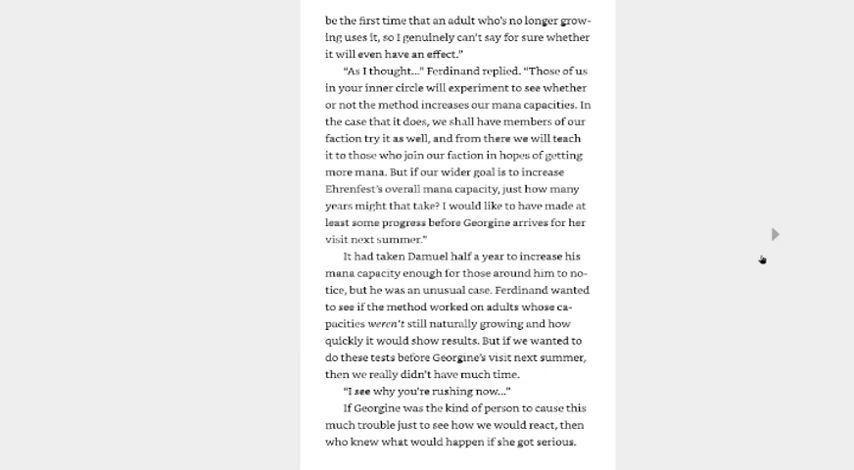 be the first time that an adult who's no longer grow-
ing uses it, so I genuinely can't say for sure whether
it will even have an effect."
"As I thought..." Ferdinand replied. "Those of us
in your inner circle will experiment to see whether
or not the method increases our mana capacities. In
the case that it does, we shall have members of our
faction try it as well, and from there we will teach
it to those who join our faction in hopes of getting
more mana. But if our wider goal is to increase
Ehrenfest's overall mana capacity, just how many
years might that take? I would like to have made at
least some progress before Georgine arrives for her
visit next summer."
It had taken Damuel half a year to increase his
mana capacity enough for those around him to no-
tice, but he was an unusual case. Ferdinand wanted
to see if the method worked on adults whose ca-
pacities weren't still naturally growing and how
quickly it would show results. But if we wanted to
do these tests before Georgine's visit next summer,
then we really didn't have much time.
"I see why you're rushing now..."
If Georgine was the kind of person to cause this
much trouble just to see how we would react, then
who knew what would happen if she got serious.